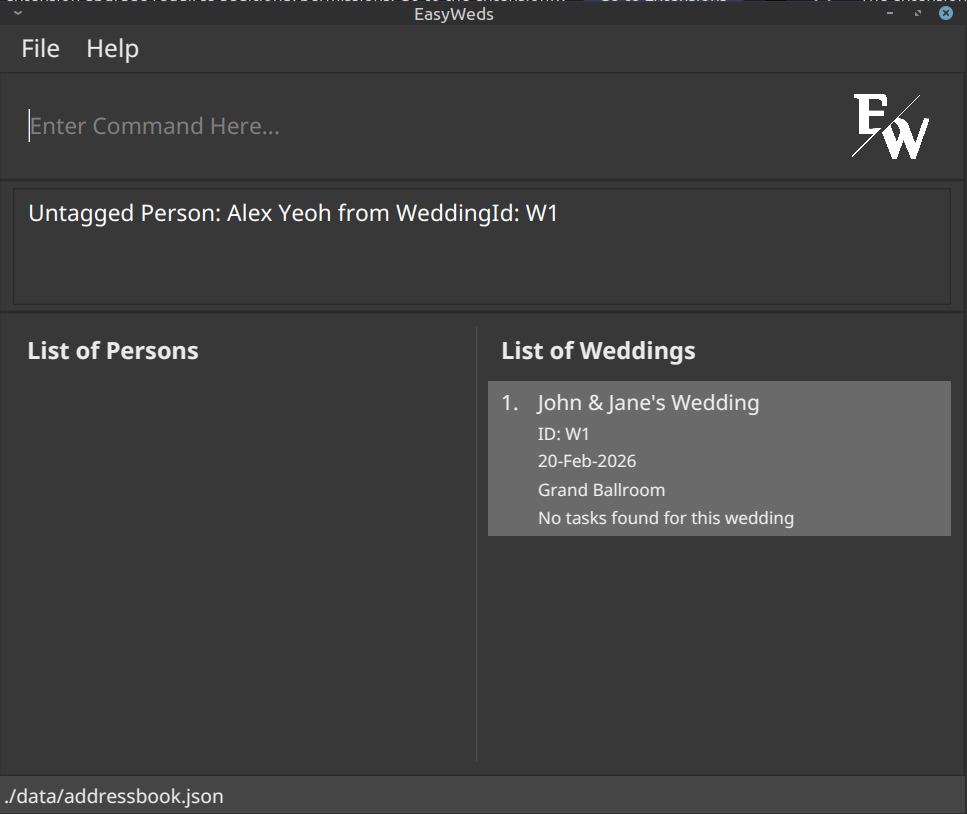 EasyWeds
File Help
Enter Command Here...
EW
Untagged Person: Alex Yeoh from WeddingId: W1
List of Persons
List of Weddings
1. John & Jane's Wedding
ID: W1
20-Feb-2026
Grand Ballroom
No tasks found for this wedding
./data/addressbook.json